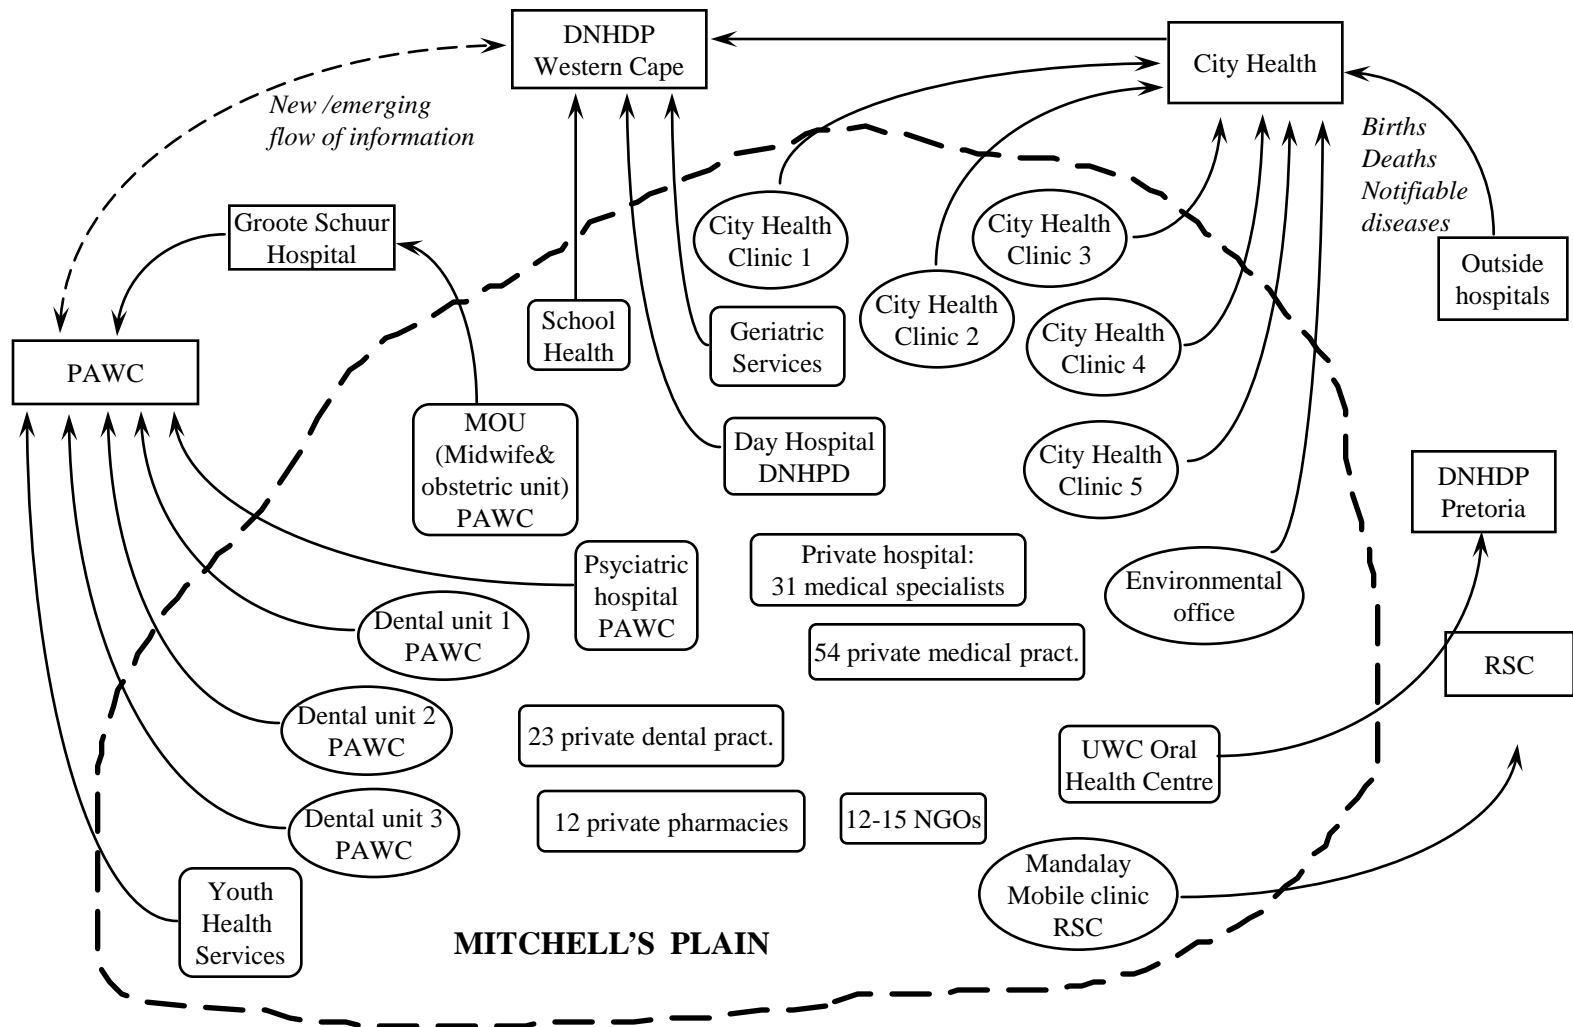 DNHDP
Western Cape
City Health
New /emerging
flow of information
Births
Deaths
Notifiable
diseases
Groote Schuur
Hospital
City Health
Clinic 1
City Health
Clinic 3
Outside
hospitals
City Health
Clinic 2
School
Health
Geriatric
Services
City Health
Clinic 4
PAWC
MOU
(Midwife&
obstetric unit)
PAWC
Day Hospital
DNHPD
City Health
Clinic 5
DNHDP
Pretoria
Psyciatric
hospital
PAWC
Private hospital:
31 medical specialists
Environmental
office
Dental unit 1
PAWC
54 private medical pract.
RSC
Dental unit 2
PAWC
23 private dental pract.
UWC Oral
Health Centre
Dental unit 3
PAWC
12 private pharmacies
12-15 NGOs
Mandalay
Mobile clinic
RSC
Youth
Health
Services
MITCHELL'S PLAIN